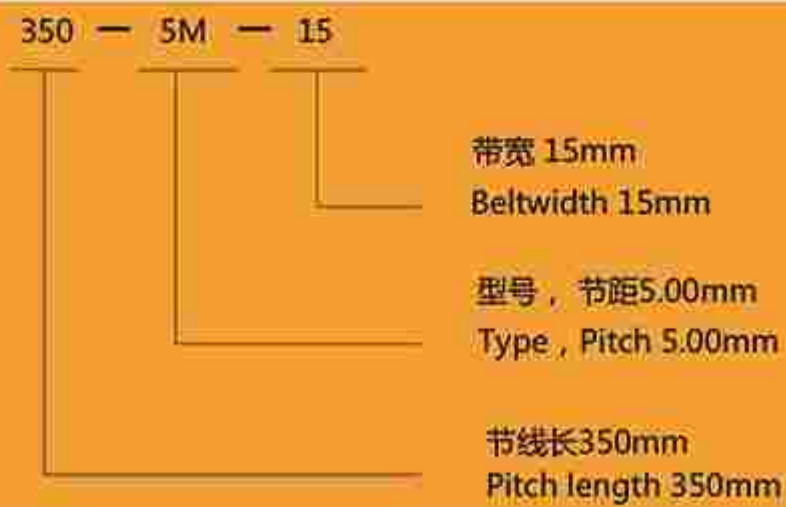 350 — 5M — 15
带宽 15mm
Beltwidth 15mm
型号，节距5.00mm
Type , Pitch 5.00mm
节线长350mm
Pitch length 350mm